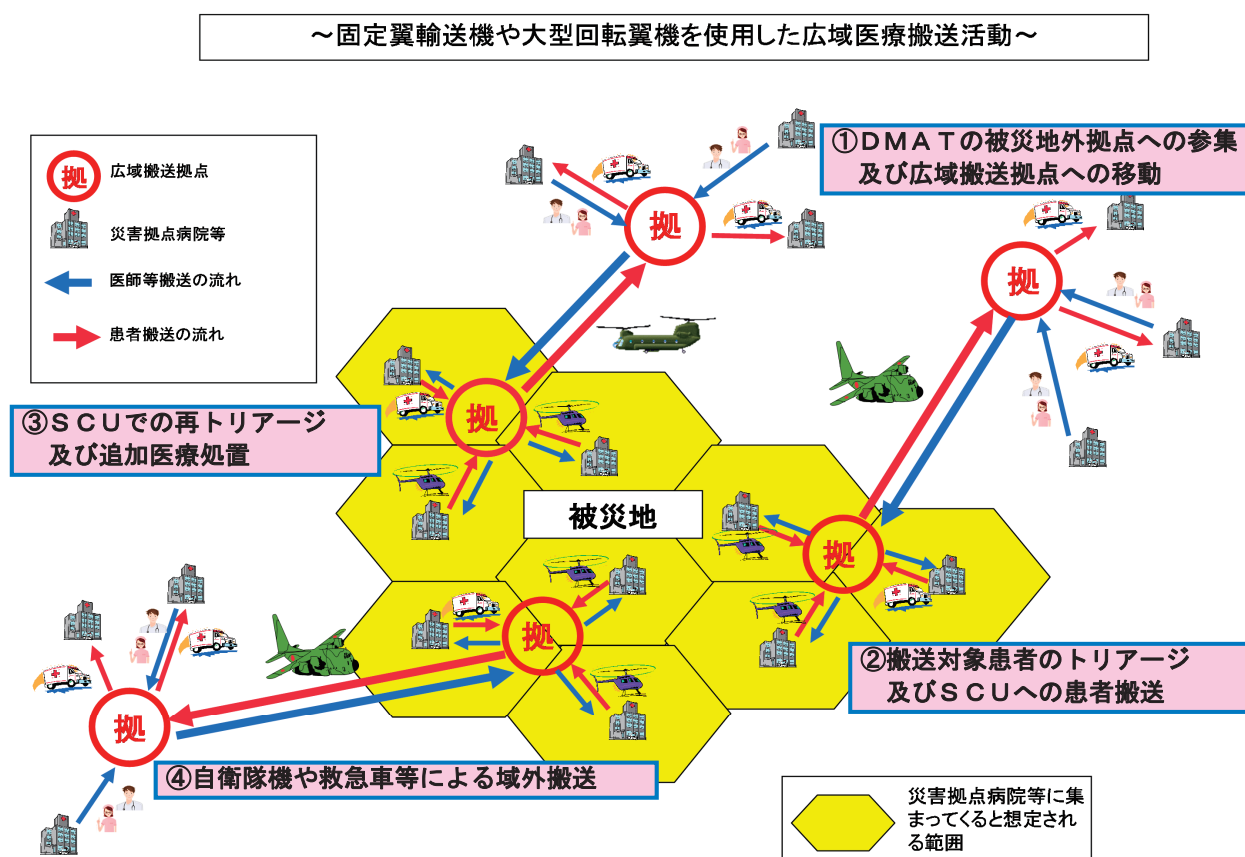 ～固定翼輸送機や大型回転翼機を使用した広域医療搬送活動～
拠
広域搬送拠点
災害拠点病院等
医師等搬送の流れ
患者搬送の流れ
①ＤＭＡＴの被災地外拠点への参集
及び広域搬送拠点への移動
拠
拠
③ＳＣＵでの再トリアージ
及び追加医療処置
拠
被災地
拠
拠
②搬送対象患者のトリアージ
及びＳＣＵへの患者搬送
拠
④自衛隊機や救急車等による域外搬送
災害拠点病院等に集
まってくると想定され
る範囲